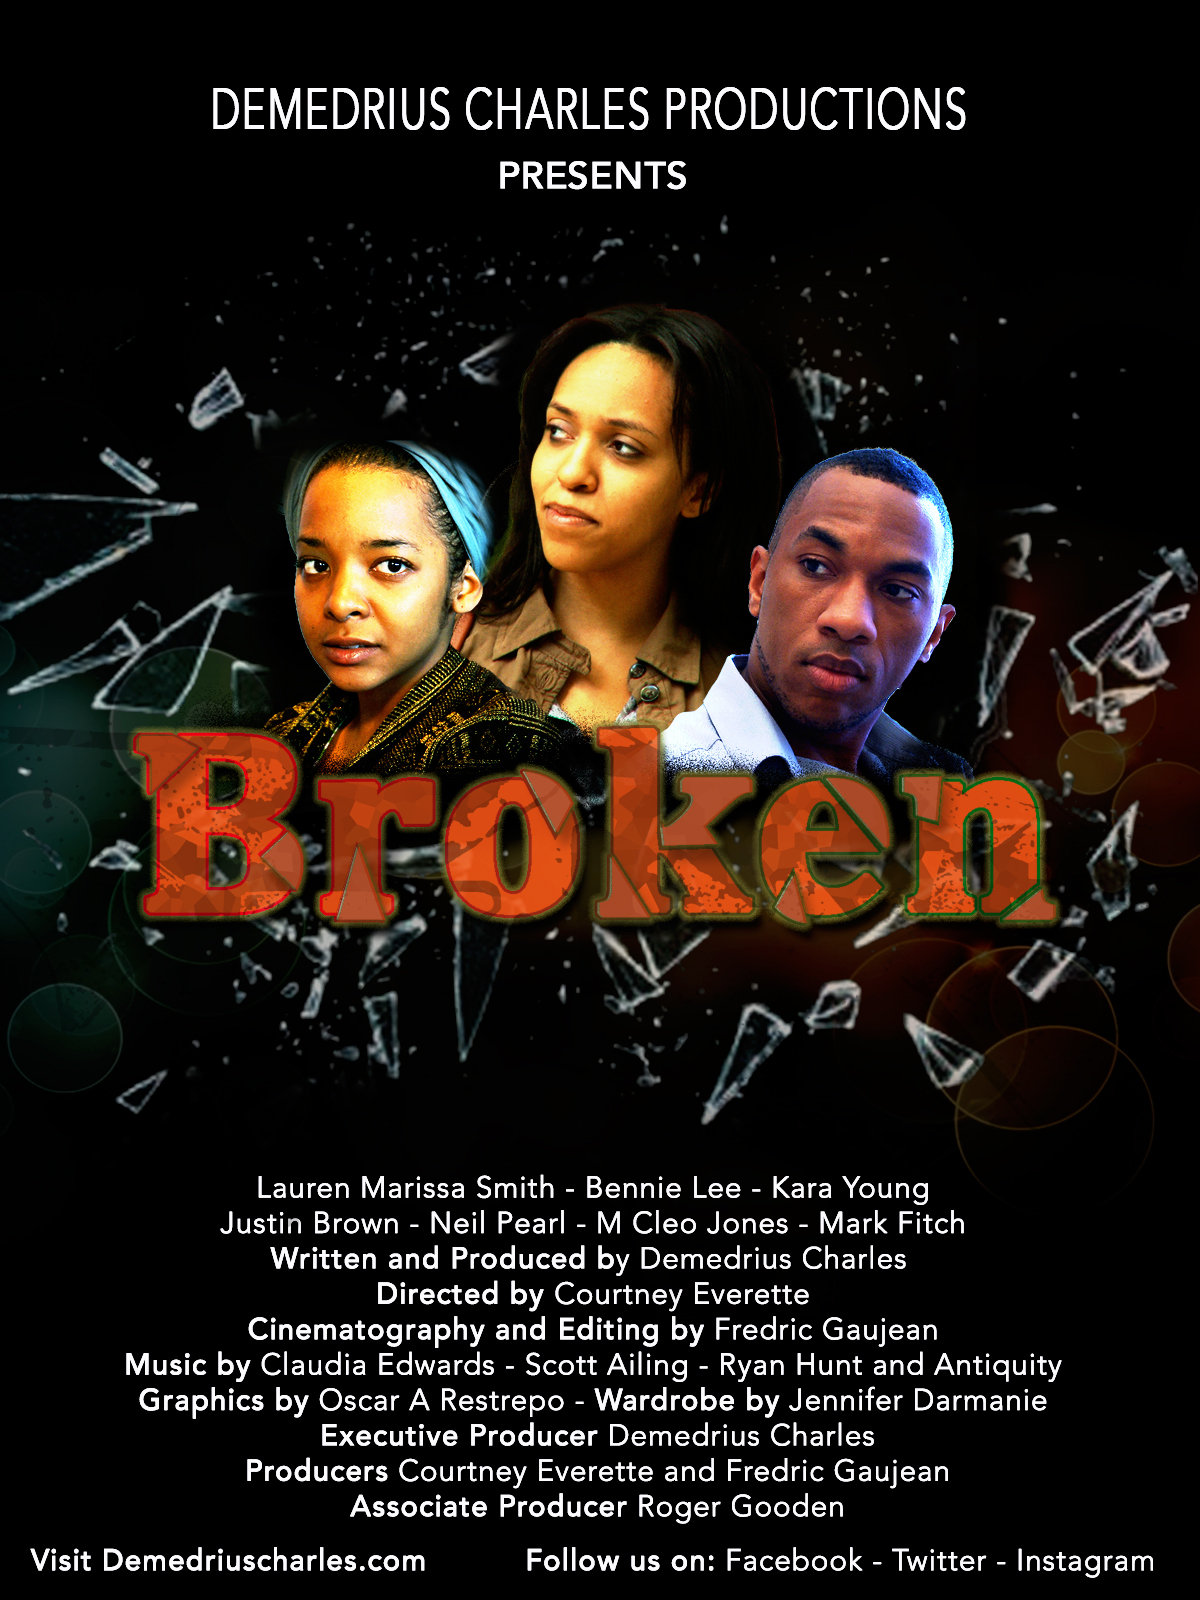 DEMEDRIUS CHARLES PRODUCTIONS
PRESENTS
Broken
Lauren Marissa Smith - Bennie Lee - Kara Young
Justin Brown - Neil Pearl - M Cleo Jones - Mark Fitch
Written and Produced by Demedrius Charles
Directed by Courtney Everette
Cinematography and Editing by Fredric Gaujean
Music by Claudia Edwards - Scott Ailing - Ryan Hunt and Antiquity
Graphics by Oscar A Restrepo - Wardrobe by Jennifer Darmanie
Executive Producer Demedrius Charles
Producers Courtney Everette and Fredric Gaujean
Associate Producer Roger Gooden
Visit Demedriuscharles.com Follow us on: Facebook - Twitter - Instagram